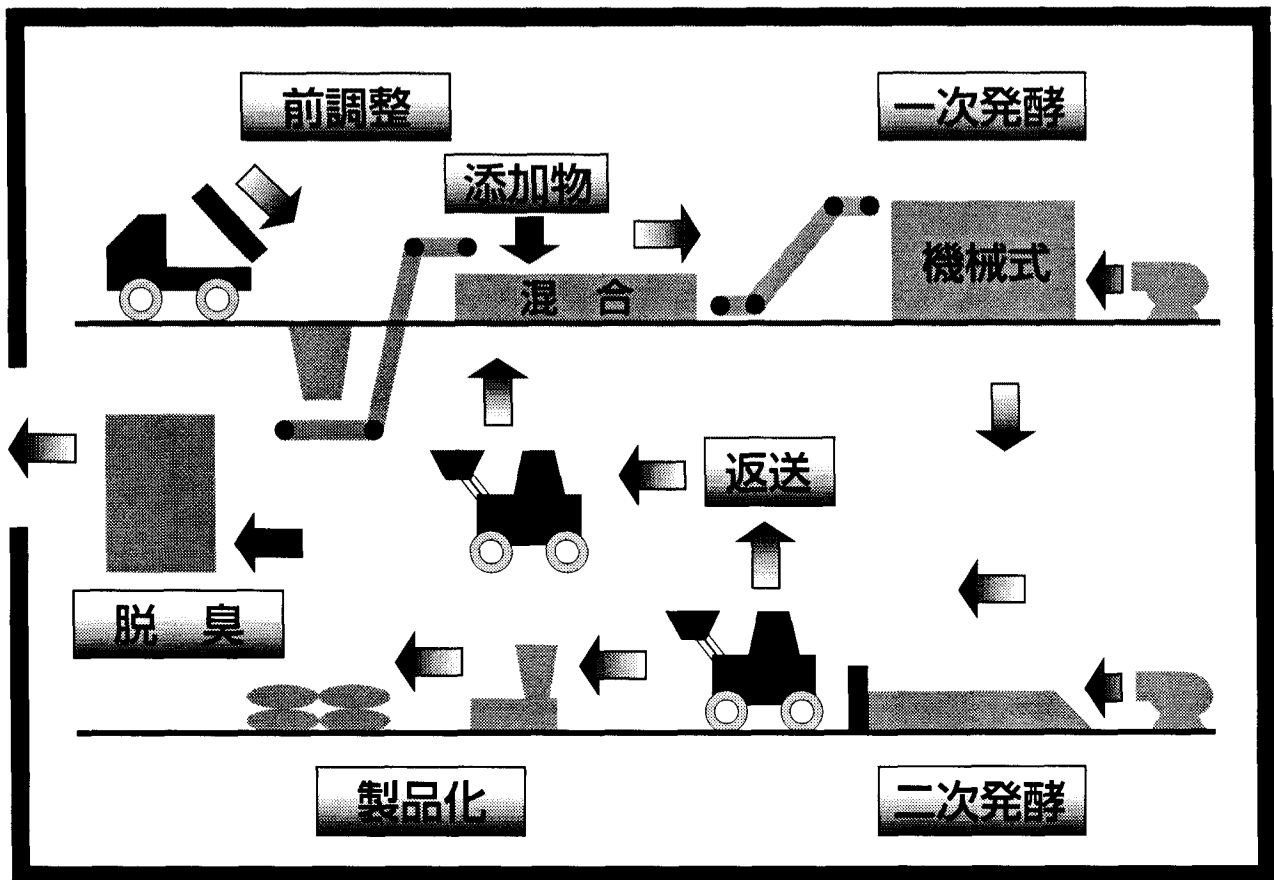 前調整
一次発酵
添加物
機械式
混　合
返送
脱　臭
製品化
二次発酵